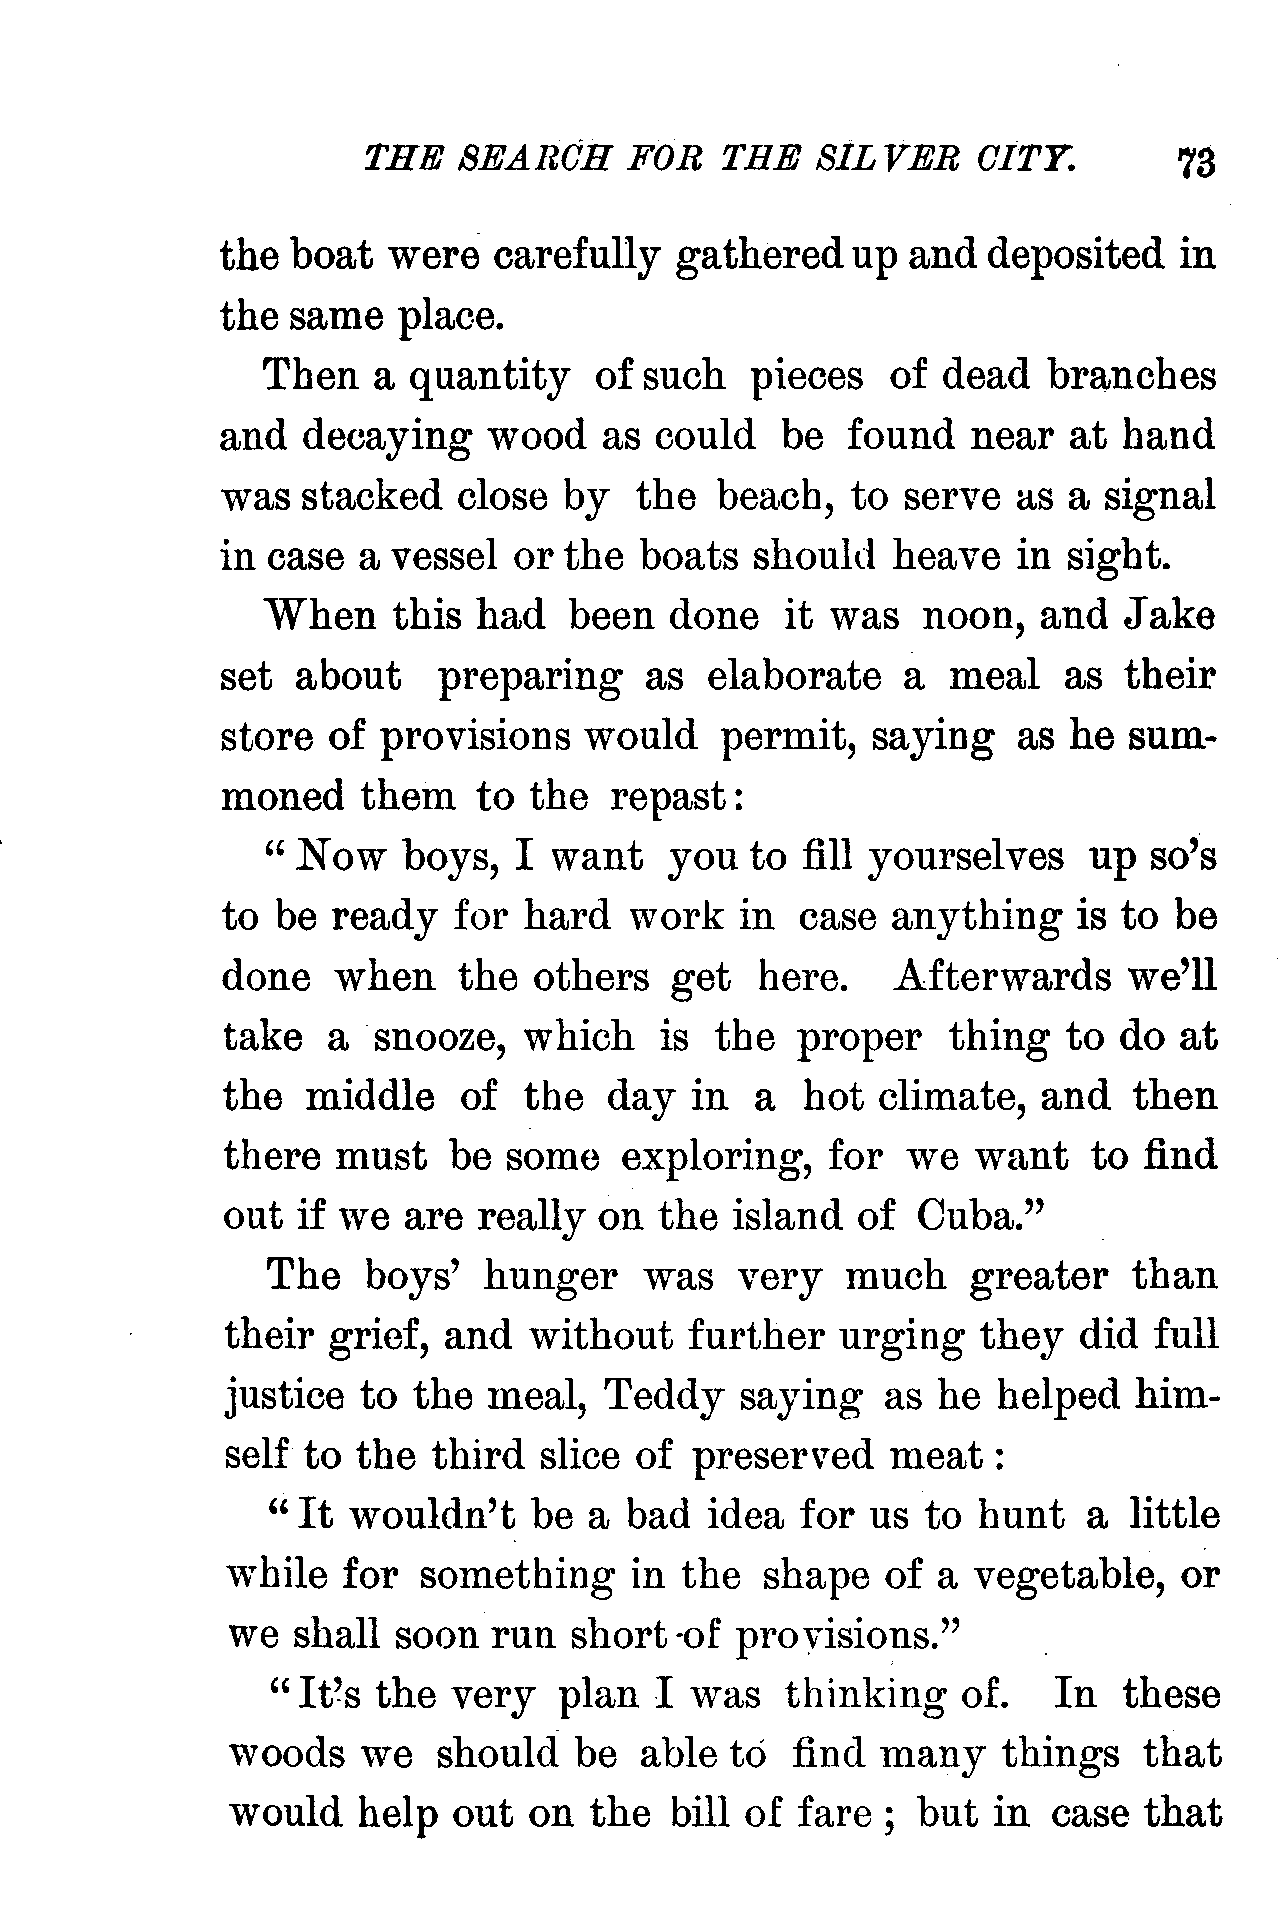 THE SEARCH FOR THE SILVER CITY. 73
the boat were carefully gathered up and deposited in
the same place.
Then a quantity of such pieces of dead branches
and decaying wood as could be found near at hand
was stacked close by the beach, to serve as a signal
in case a vessel or the boats should heave in sight.
When this had been done it was noon, and Jake
set about preparing as elaborate a meal as their
store of provisions would permit, saying as he sum-
moned them to the repast:
“Now boys, I want you to fill yourselves up so’s
to be ready for hard work in case anything is to be
done when the others get here. Afterwards we’ll
take a snooze, which is the proper thing to do at
the middle of the day in a hot climate, and then
there must be some exploring, for we want to find
out if we are really on the island of Cuba.”
The boys’ hunger was very much greater than
their grief, and without further urging they did full
justice to the meal, Teddy saying as he helped him-
self to the third slice of preserved meat :
“It wouldn’t be a bad idea for us to hunt a little
while for something in the shape of a vegetable, or
we shall soon run short of provisions.”
“It’s the very plan I was thinking of. In these
woods we should be able to find many things that
would help out on the bill of fare ; but in case that